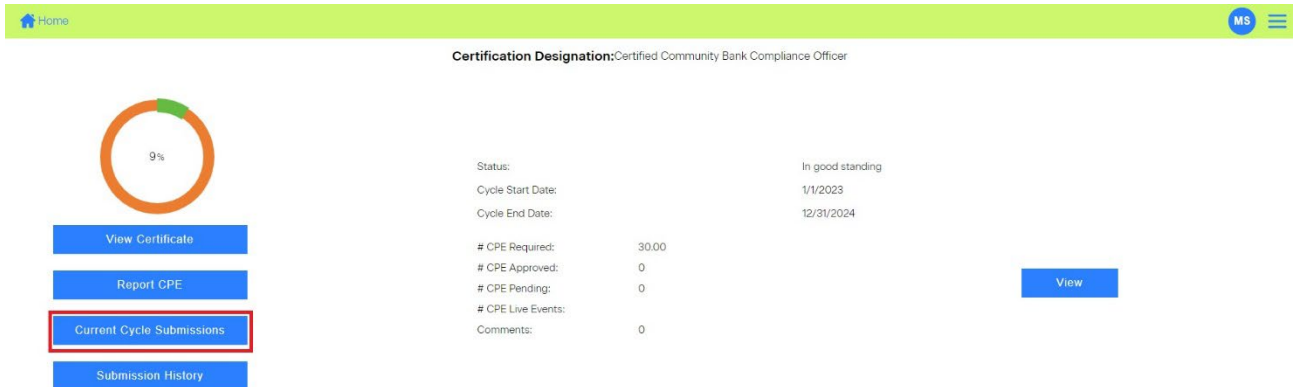 Home
MS
Certification Designation:Certified Community Bank Compliance Officer
9%
View Certificate
Report CPE
Current Cycle Submissions
Submission History
Status: In good standing
Cycle Start Date: 1/1/2023
Cycle End Date: 12/31/2024
# CPE Required: 30.00
# CPE Approved: 0
# CPE Pending: 0
# CPE Live Events:
Comments: 0
View